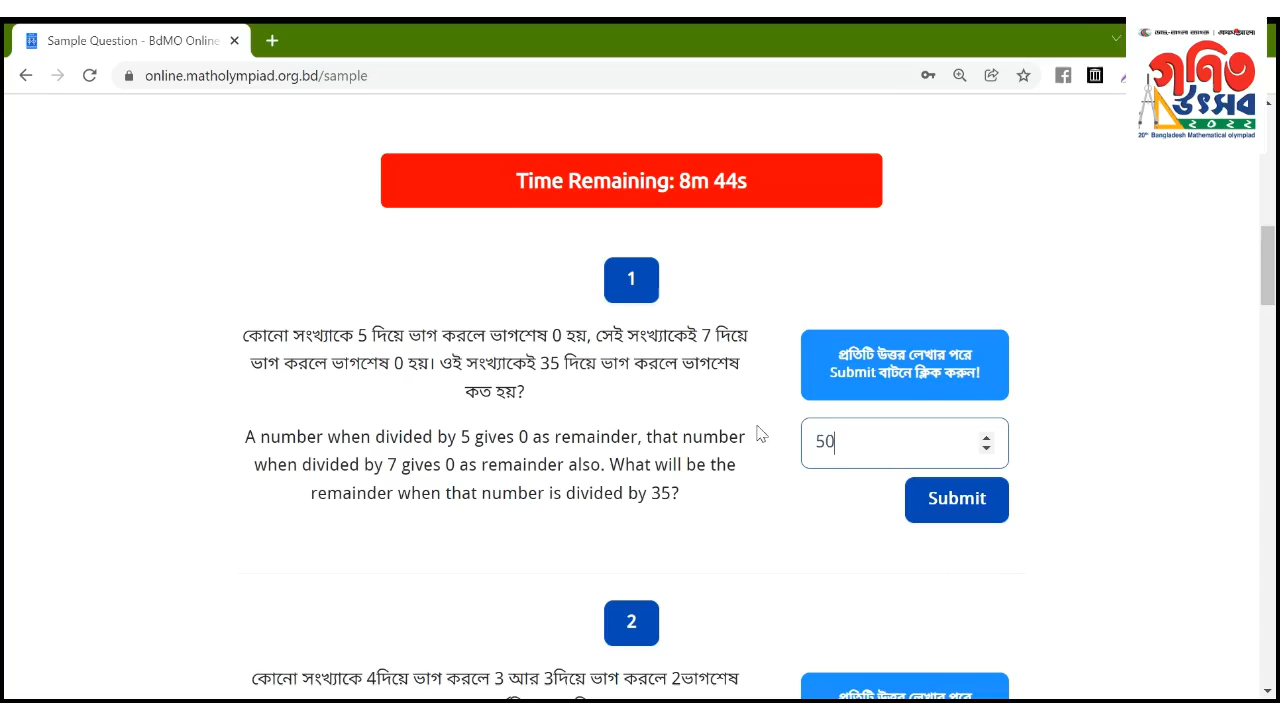 Sample Question - BdMO Online
online.matholympiad.org.bd/sample
গণিত
উৎসব
২০২২
20th Bangladesh Mathematical olympiad
Time Remaining: 8m 44s
1
কোনো সংখ্যাকে 5 দিয়ে ভাগ করলে ভাগশেষ 0 হয়, সেই সংখ্যাকেই 7 দিয়ে
ভাগ করলে ভাগশেষ 0 হয়। ওই সংখ্যাকেই 35 দিয়ে ভাগ করলে ভাগশেষ
কত হয়?
A number when divided by 5 gives 0 as remainder, that number
when divided by 7 gives 0 as remainder also. What will be the
remainder when that number is divided by 35?
প্রতিটি উত্তর লেখার পরে
Submit বাটনে ক্লিক করুন!
50
Submit
2
কোনো সংখ্যাকে 4দিয়ে ভাগ করলে 3 আর 3দিয়ে ভাগ করলে 2ভাগশেষ
প্রতিটি উত্তর লেখার পরে